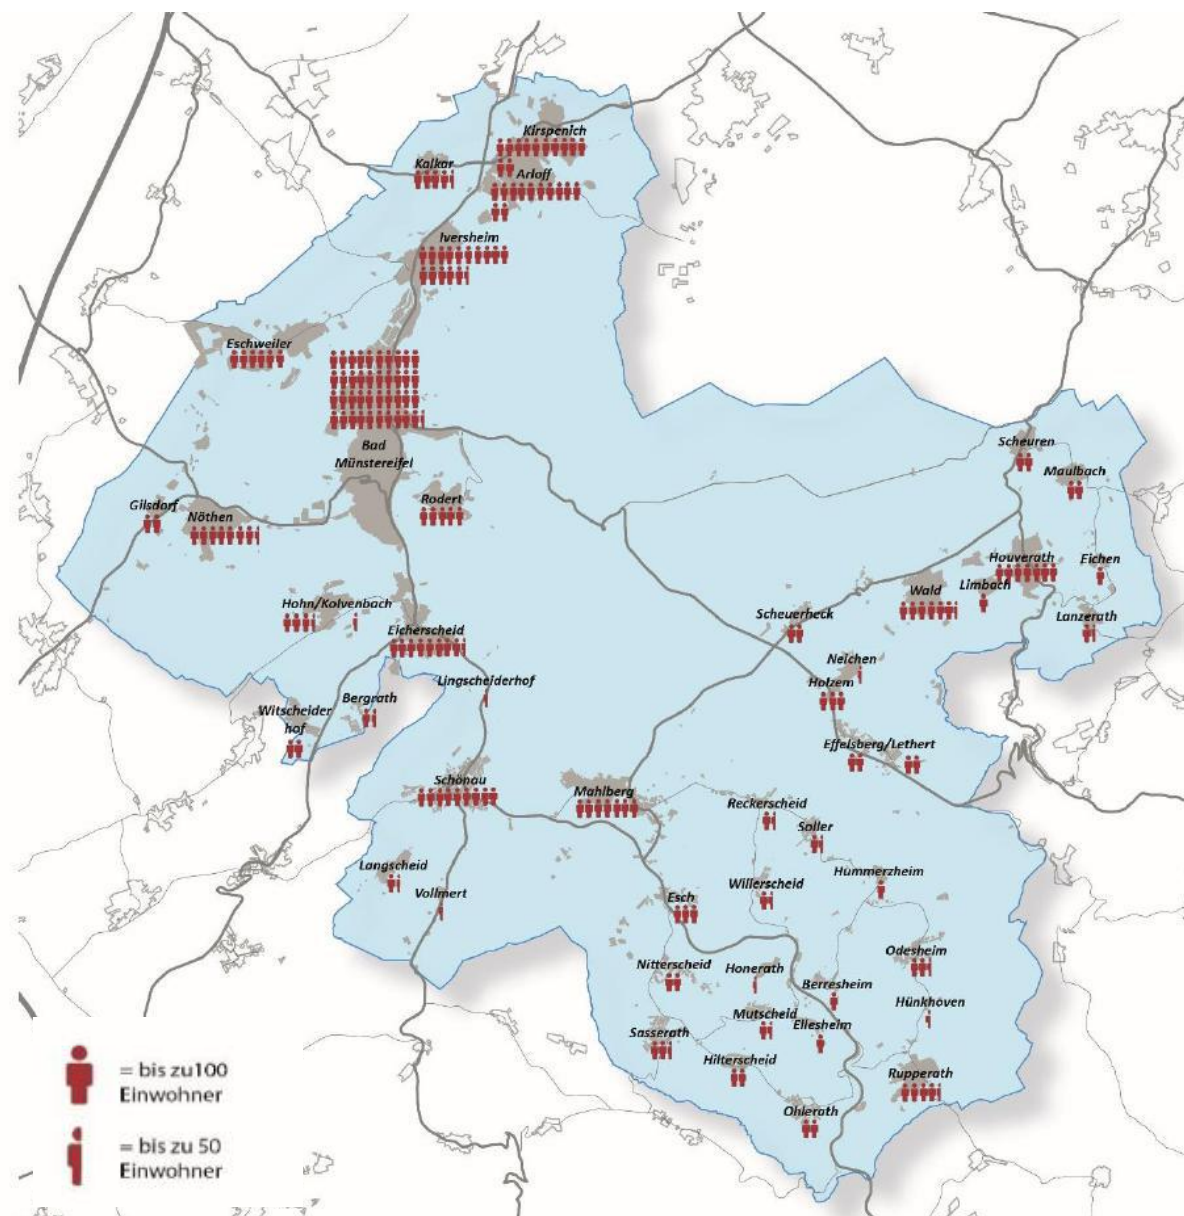 Kirspenich
Kalkar
Arloff
Iversheim
Eschweiler
Bad
Münstereifel
Scheuren
Maulbach
Gilsdorf
Nöthen
Rodert
Houverath
Eichen
Limbach
Wald
Hohn/Kolvenbach
Scheuerheck
Lanzerath
Eicherscheid
Neichen
Lingscheiderhof
Holzem
Bergrath
Witscheider
hof
Effelsberg/Lethert
Schönau
Mahlberg
Reckerscheid
Soller
Langscheid
Hummerzheim
Vollmert
Willerscheid
Esch
Odesheim
Nitterscheid
Honerath
Berresheim
Hünkhoven
Mutscheid
Ellesheim
Sasserath
Hilterscheid
Rupperath
Ohlerath
= bis zu100
Einwohner
= bis zu 50
Einwohner